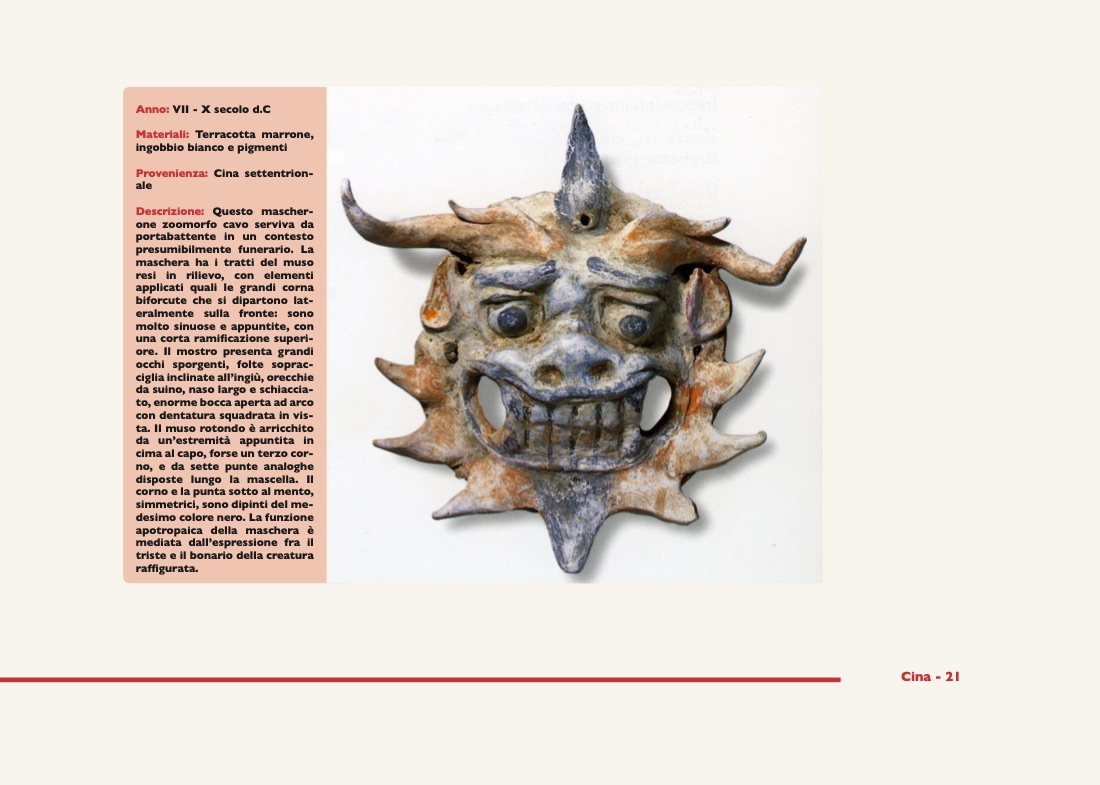 Anno: VII - X secolo d.C
Materiali: Terracotta marrone,
ingobbio bianco e pigmenti
Provenienza: Cina settentrion-
ale
Descrizione: Questo mascher-
one zoomorfo cavo serviva da
portabattente in un contesto
presumibilmente funerario. La
maschera ha i tratti del muso
resi in rilievo, con elementi
applicati quali le grandi corna
biforcute che si dipartono lat-
eralmente sulla fronte: sono
molto sinuose e appuntite, con
una corta ramificazione superi-
ore. Il mostro presenta grandi
occhi sporgenti, folte soprac-
ciglia inclinate all'ingiù, orecchie
da suino, naso largo e schiaccia-
to, enorme bocca aperta ad arco
con dentatura squadrata in vis-
ta. Il muso rotondo è arricchito
da un'estremità appuntita in
cima al capo, forse un terzo cor-
no, e da sette punte analoghe
disposte lungo la mascella. Il
corno e la punta sotto al mento,
simmetrici, sono dipinti del me-
desimo colore nero. La funzione
apotropaica della maschera è
mediata dall'espressione fra il
triste e il bonario della creatura
raffigurata.
Cina - 21